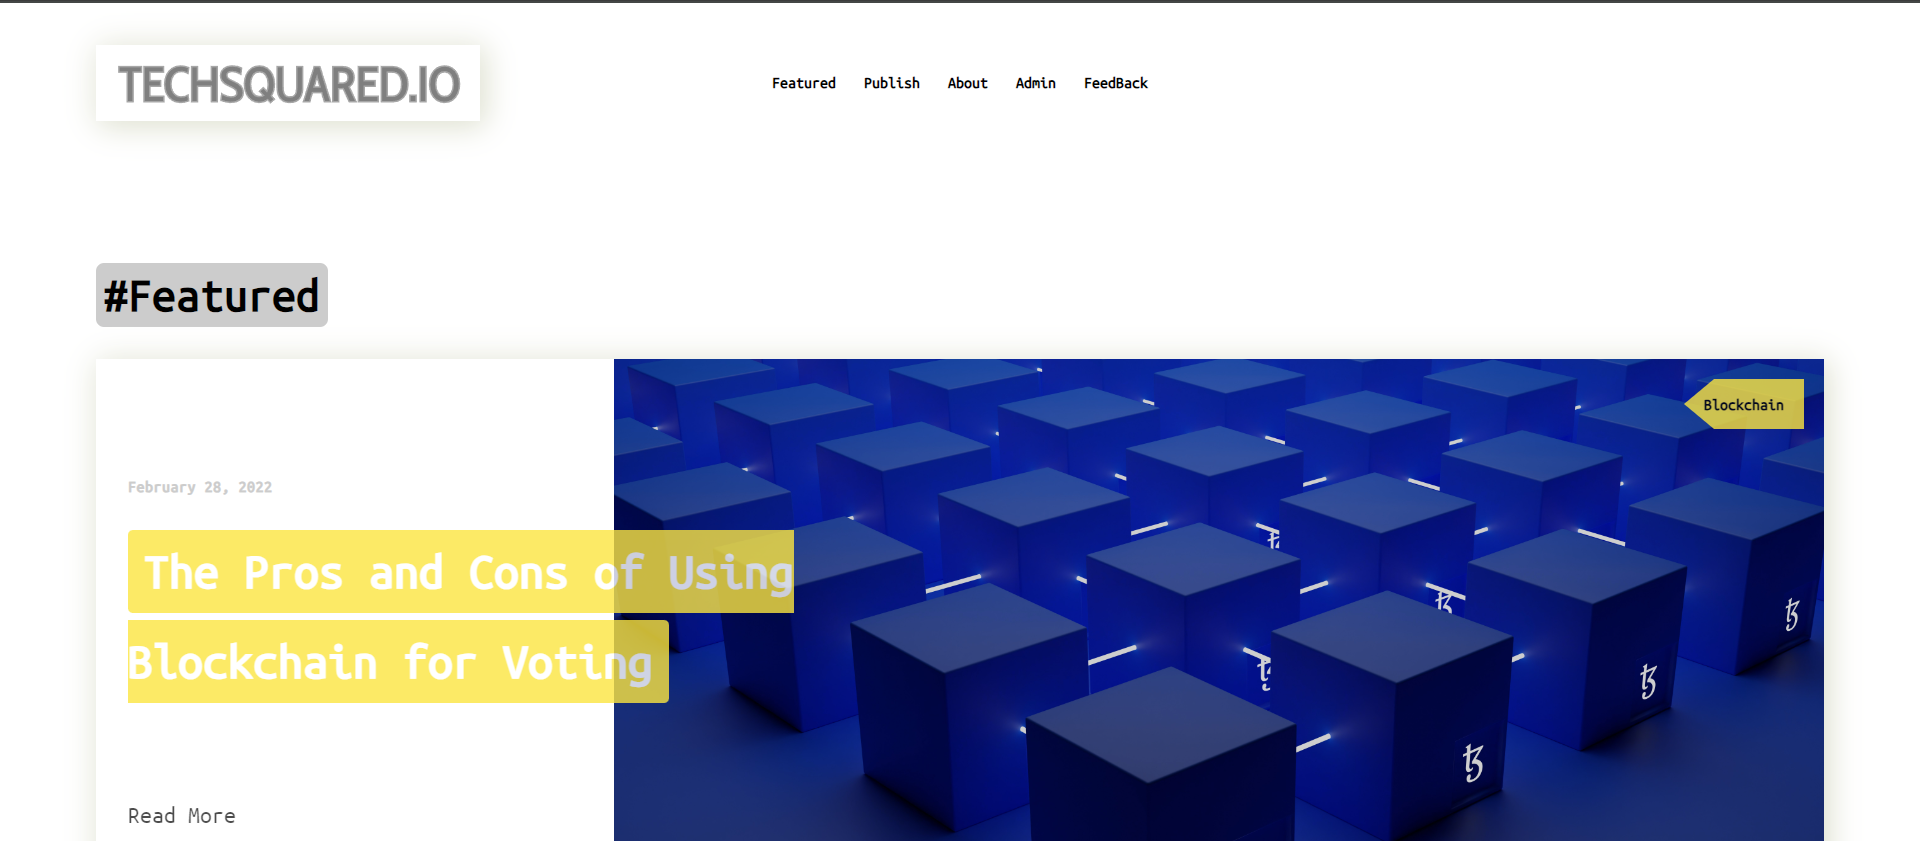 TECHSQUARED.IO
Featured Publish About Admin FeedBack
#Featured
Blockchain
February 28, 2022
The Pros and Cons of Using
Blockchain for Voting
Read More